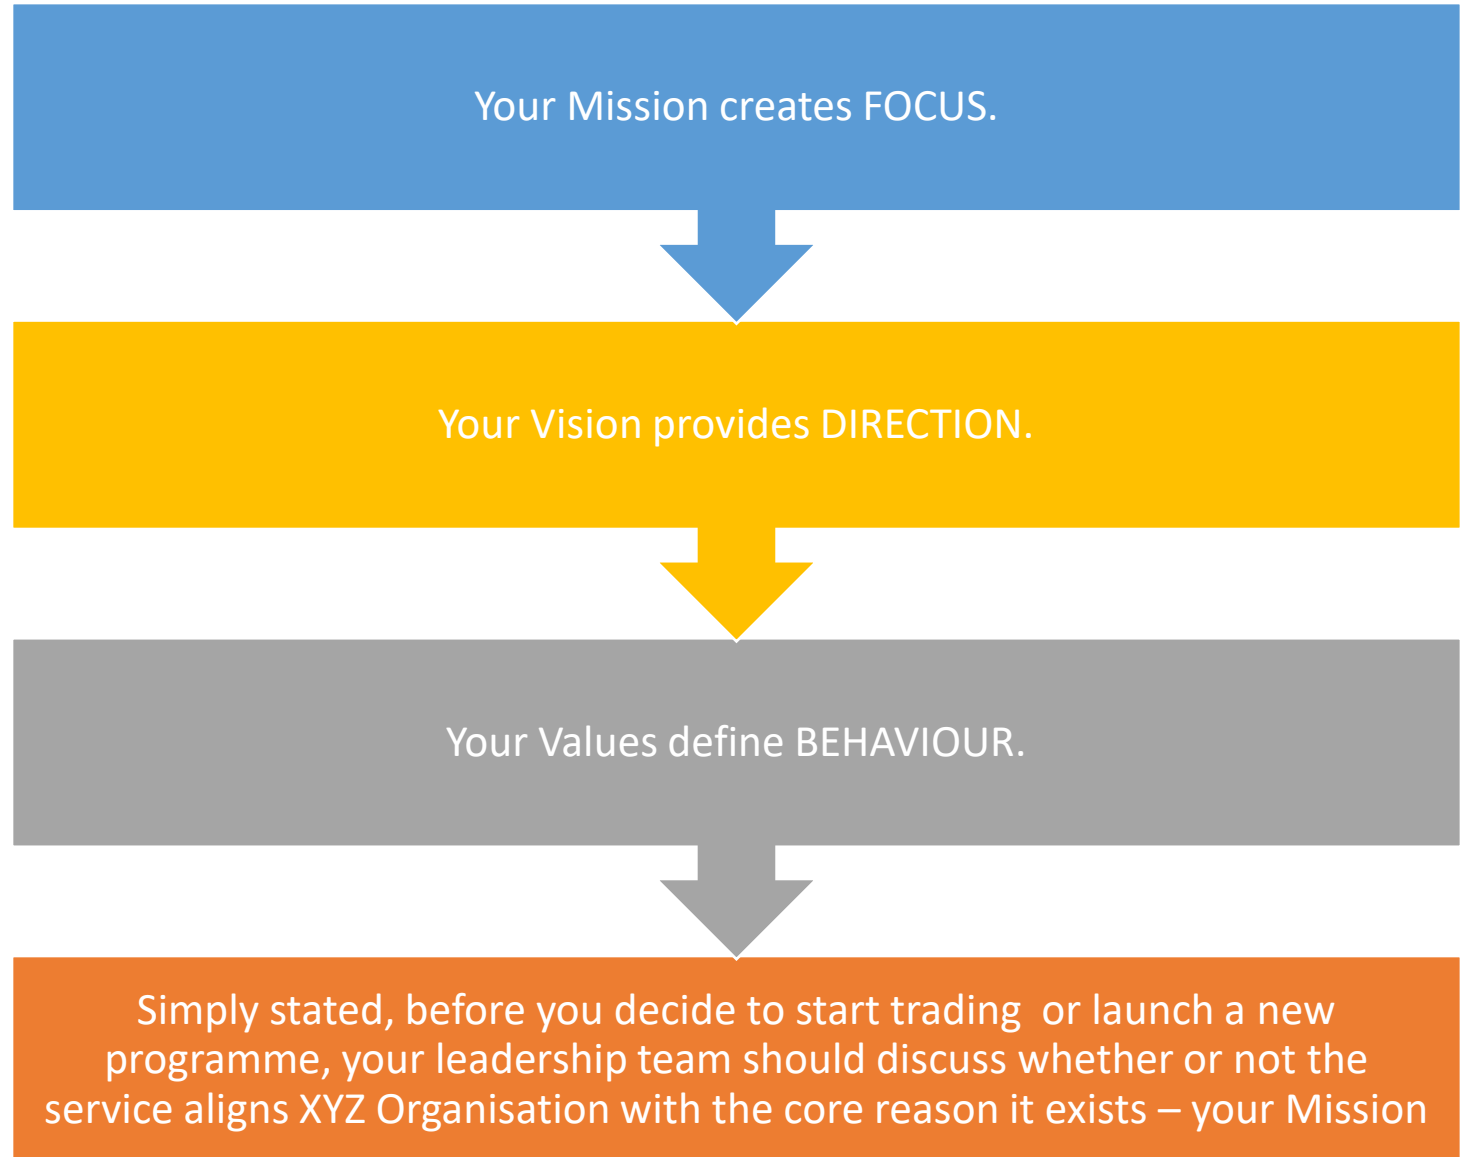 Your Mission creates FOCUS.
Your Vision provides DIRECTION.
Your Values define BEHAVIOUR.
Simply stated, before you decide to start trading  or launch a new
programme, your leadership team should discuss whether or not the
service aligns XYZ Organisation with the core reason it exists – your Mission